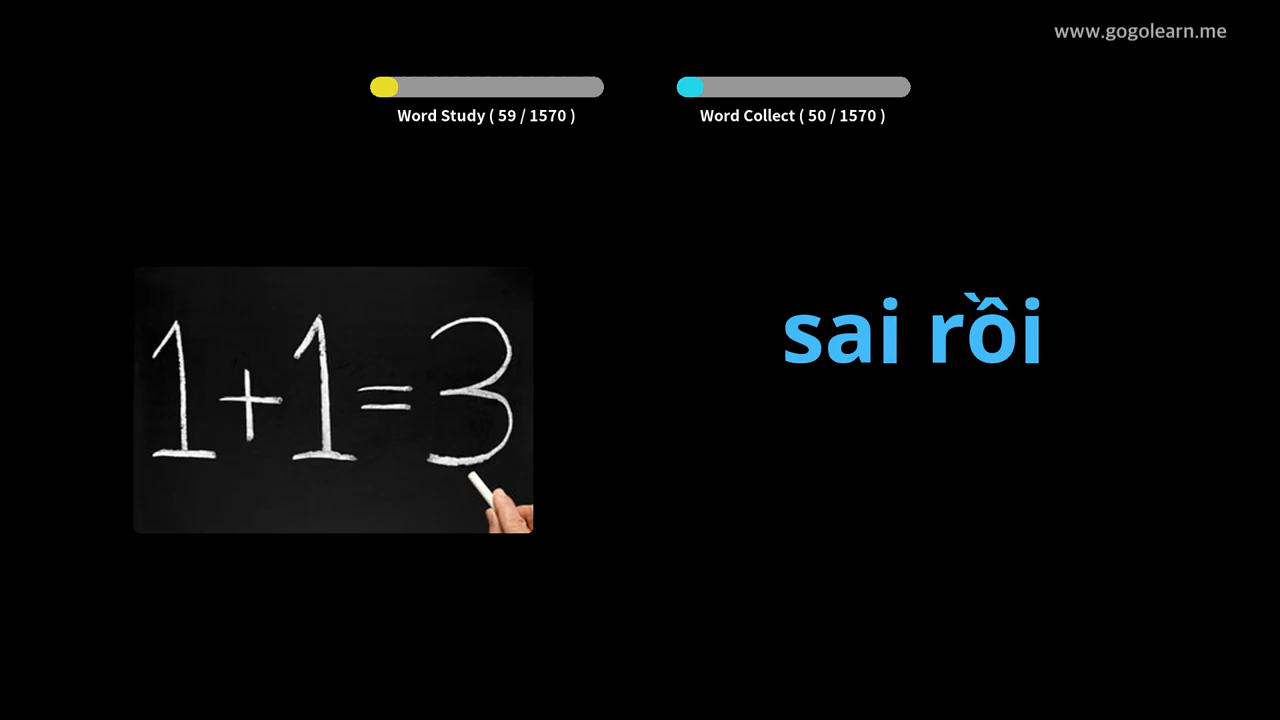 www.gogolearn.me
Word Study ( 59 / 1570 )
Word Collect ( 50 / 1570 )
1+1=3
sai rồi